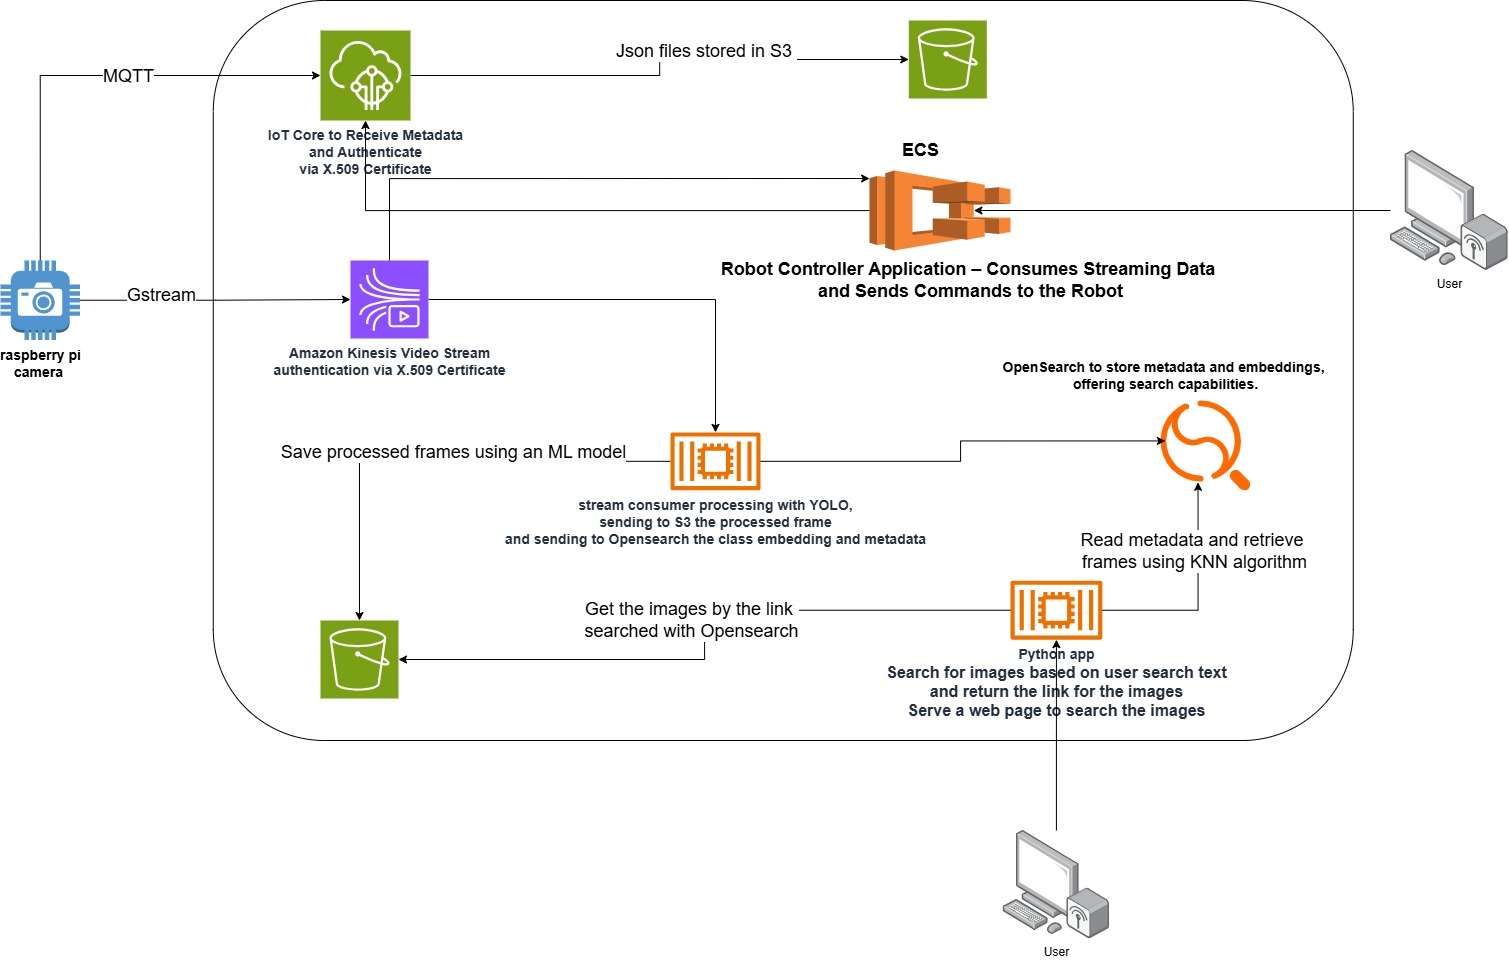 MQTT
Json files stored in S3
IoT Core to Receive Metadata
and Authenticate
via X.509 Certificate
ECS
Robot Controller Application – Consumes Streaming Data
and Sends Commands to the Robot
User
Gstream
raspberry pi
camera
Amazon Kinesis Video Stream
authentication via X.509 Certificate
OpenSearch to store metadata and embeddings,
offering search capabilities.
Save processed frames using an ML model
stream consumer processing with YOLO,
sending to S3 the processed frame
and sending to Opensearch the class embedding and metadata
Read metadata and retrieve
frames using KNN algorithm
Get the images by the link
searched with Opensearch
Python app
Search for images based on user search text
and return the link for the images
Serve a web page to search the images
User